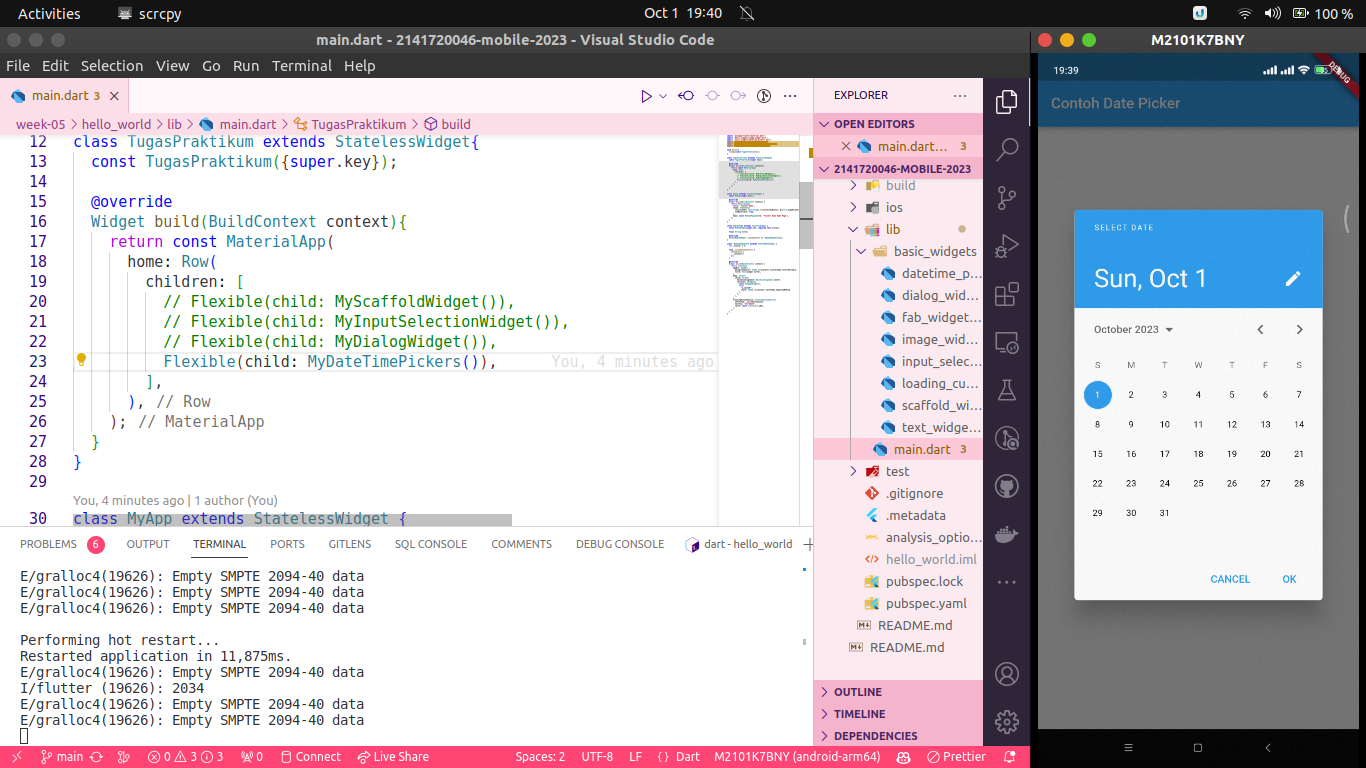 Activities
scrcpy
Oct 1 19:40
100 %
main.dart - 2141720046-mobile-2023 - Visual Studio Code
File Edit Selection View Go Run Terminal Help
main.dart 3
week-05 > hello_world > lib > main.dart > TugasPraktikum > build
12 class TugasPraktikum extends StatelessWidget{
13 const TugasPraktikum({super.key});
14
15 @override
16 Widget build(BuildContext context){
17 return const MaterialApp(
18 home: Row(
19 children: [
20 // Flexible(child: MyScaffoldWidget()),
21 // Flexible(child: MyInputSelectionWidget()),
22 // Flexible(child: MyDialogWidget()),
23 Flexible(child: MyDateTimePickers()), You, 4 minutes ago
24 ],
25 ), // Row
26 ); // MaterialApp
27 }
28 }
29
You, 4 minutes ago | 1 author (You)
30 class MyApp extends StatelessWidget {
PROBLEMS 6 OUTPUT TERMINAL PORTS GITLENS SQL CONSOLE COMMENTS DEBUG CONSOLE dart - hello_world
E/gralloc4(19626): Empty SMPTE 2094-40 data
E/gralloc4(19626): Empty SMPTE 2094-40 data
E/gralloc4(19626): Empty SMPTE 2094-40 data
Performing hot restart...
Restarted application in 11,875ms.
E/gralloc4(19626): Empty SMPTE 2094-40 data
I/flutter (19626): 2034
E/gralloc4(19626): Empty SMPTE 2094-40 data
E/gralloc4(19626): Empty SMPTE 2094-40 data
EXPLORER
OPEN EDITORS
main.dart... 3
2141720046-MOBILE-2023
build
ios
lib
basic_widgets
datetime_p...
dialog_wid...
fab_widget...
image_wid...
input_selec...
loading_cu...
scaffold_wi...
text_widge...
main.dart 3
test
.gitignore
.metadata
analysis_optio...
hello_world.iml
pubspec.lock
pubspec.yaml
README.md
README.md
OUTLINE
TIMELINE
DEPENDENCIES
main 0 3 3 0 Connect Live Share Spaces: 2 UTF-8 LF {} Dart M2101K7BNY (android-arm64) Prettier
M2101K7BNY
19:39
DEBUG
Contoh Date Picker
SELECT DATE
Sun, Oct 1
October 2023
S M T W T F S
1 2 3 4 5 6 7
8 9 10 11 12 13 14
15 16 17 18 19 20 21
22 23 24 25 26 27 28
29 30 31
CANCEL OK